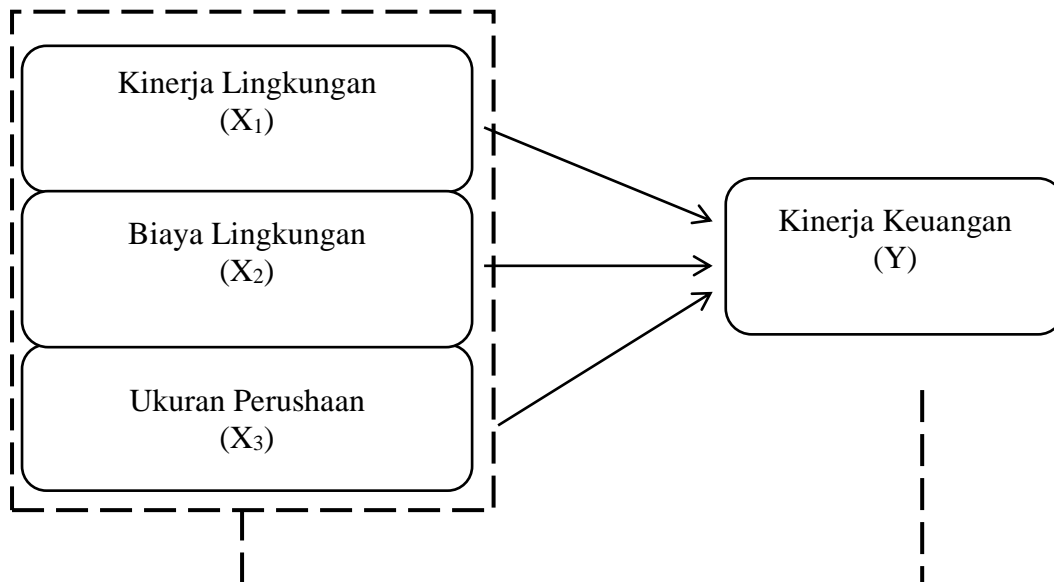 Kinerja Lingkungan
(X₁)
Biaya Lingkungan
(X₂)
Ukuran Perushaan
(X₃)
Kinerja Keuangan
(Y)